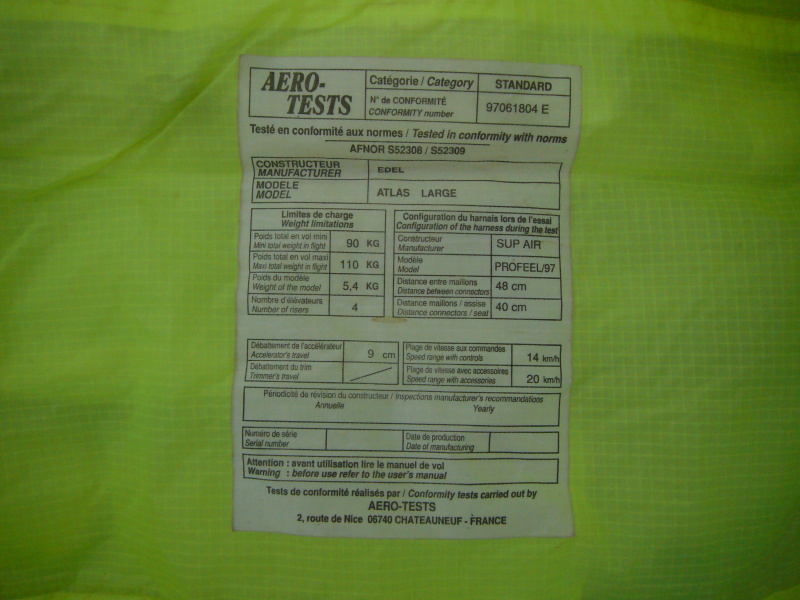 AERO-
TESTS
Catégorie / Category
STANDARD
N° de CONFORMITÉ
CONFORMITY number
97061804 E
Testé en conformité aux normes / Tested in conformity with norms
AFNOR S52308 / S52309
CONSTRUCTEUR
MANUFACTURER
EDEL
MODELE
MODEL
ATLAS LARGE
Limites de charge
Weight limitations
Poids total en vol mini
Mini total weight in flight
90 KG
Poids total en vol maxi
Maxi total weight in flight
110 KG
Poids du modèle
Weight of the model
5,4 KG
Nombre d'élévateurs
Number of risers
4
Configuration du harnais lors de l'essai
Configuration of the harness during the test
Constructeur
Manufacturer
SUP AIR
Modèle
Model
PROFEEL/97
Distance entre maillons
Distance between connectors
48 cm
Distance maillons / assise
Distance connectors / seat
40 cm
Débattement de l'accélérateur
Accelerator's travel
9 cm
Débattement du trim
Trimmer's travel
Plage de vitesse aux commandes
Speed range with controls
14 km/h
Plage de vitesse avec accessoires
Speed range with accessories
20 km/h
Périodicité de révision du constructeur / Inspections manufacturer's recommandations
Annuelle Yearly
Numéro de série
Serial number
Date de production
Date of manufacturing
Attention : avant utilisation lire le manuel de vol
Warning : before use refer to the user's manual
Tests de conformité réalisés par / Conformity tests carried out by
AERO-TESTS
2, route de Nice 06740 CHATEAUNEUF - FRANCE